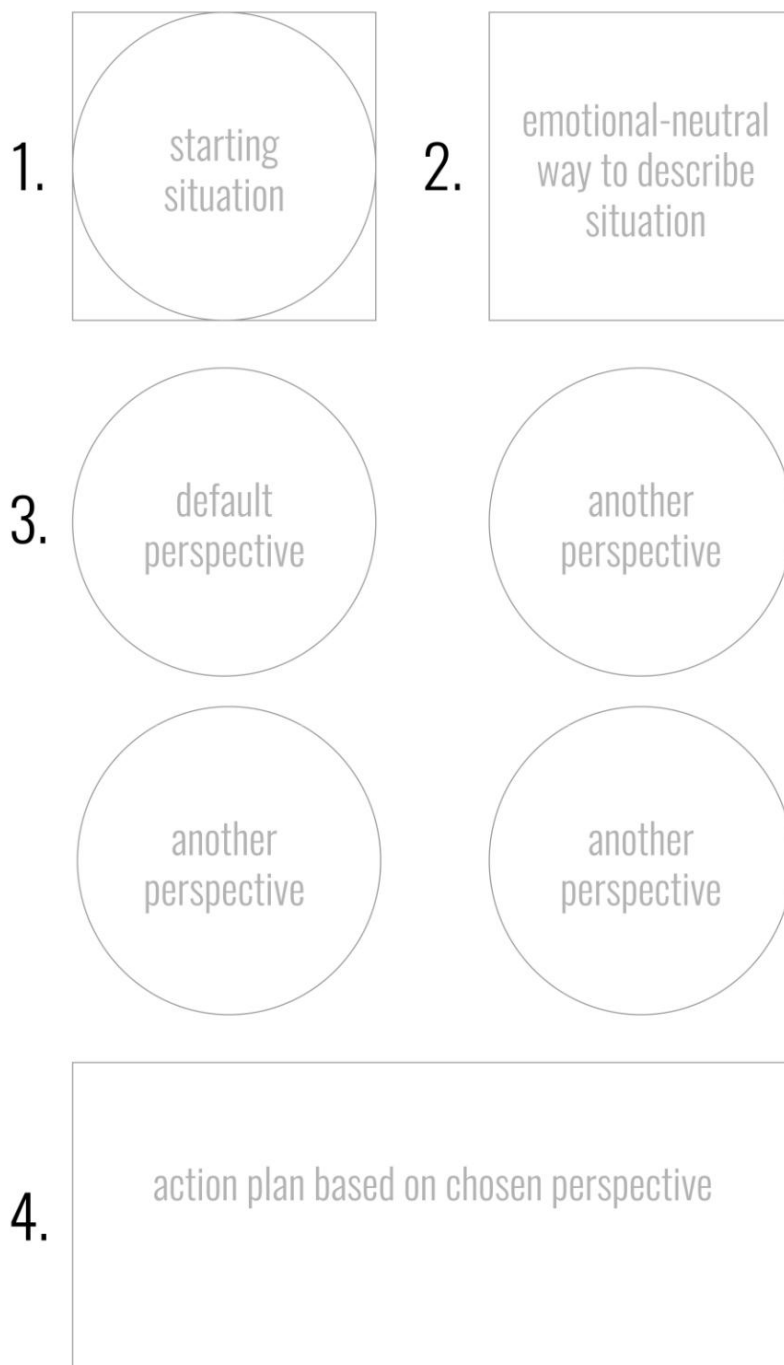 1.
starting
situation
2.
emotional-neutral
way to describe
situation
3.
default
perspective
another
perspective
another
perspective
another
perspective
4.
action plan based on chosen perspective